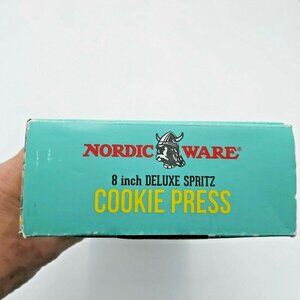 NORDIC WARE®
8 inch DELUXE SPRITZ
COOKIE PRESS